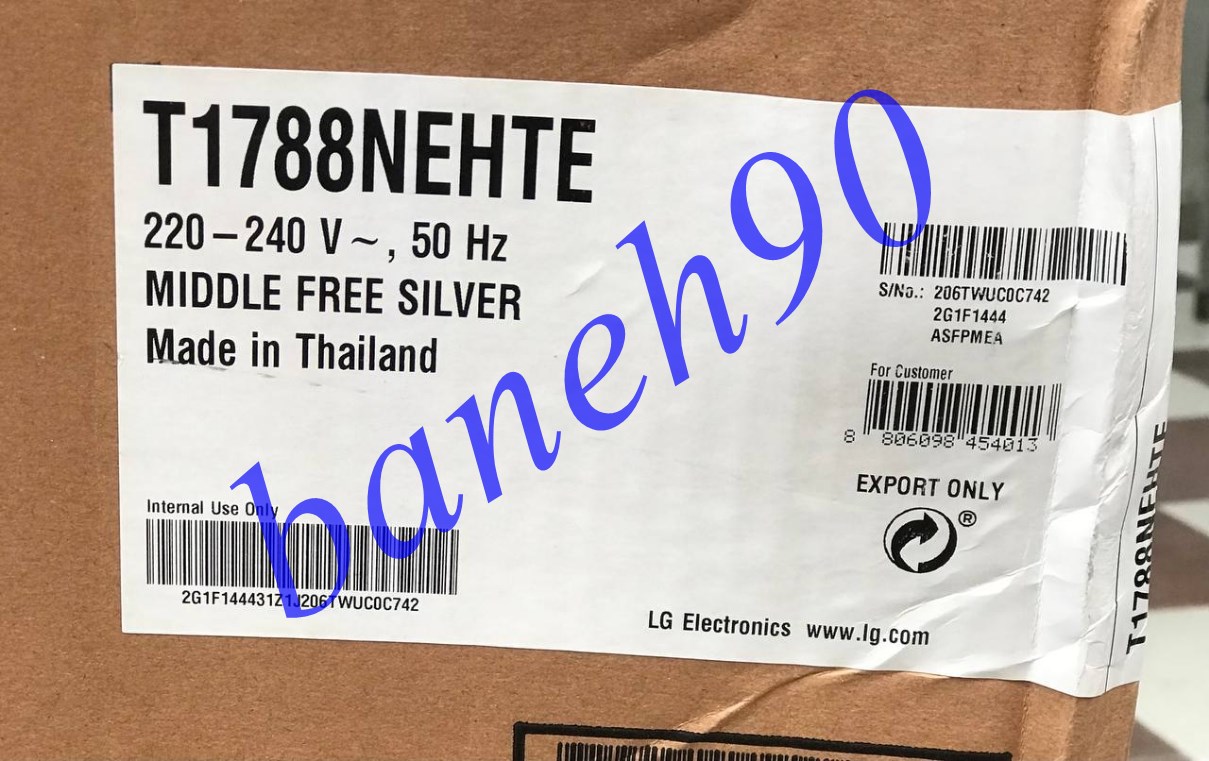 T1788NEHTE
220-240 V~, 50 Hz
MIDDLE FREE SILVER
Made in Thailand
S/No.: 206TWUC0C742
2G1F1444
ASFPMEA
For Customer
8 806098 454013
EXPORT ONLY
®
Internal Use Only
2G1F144431Z1J206TWUC0C742
LG Electronics www.lg.com
T1788NEHTE
baneh90